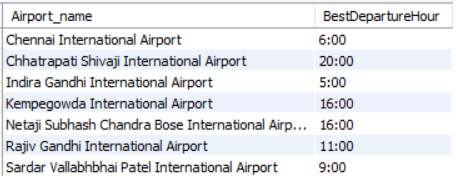 Airport_name BestDepartureHour
Chennai International Airport 6:00
Chhatrapati Shivaji International Airport 20:00
Indira Gandhi International Airport 5:00
Kempegowda International Airport 16:00
Netaji Subhash Chandra Bose International Airp... 16:00
Rajiv Gandhi International Airport 11:00
Sardar Vallabhbhai Patel International Airport 9:00